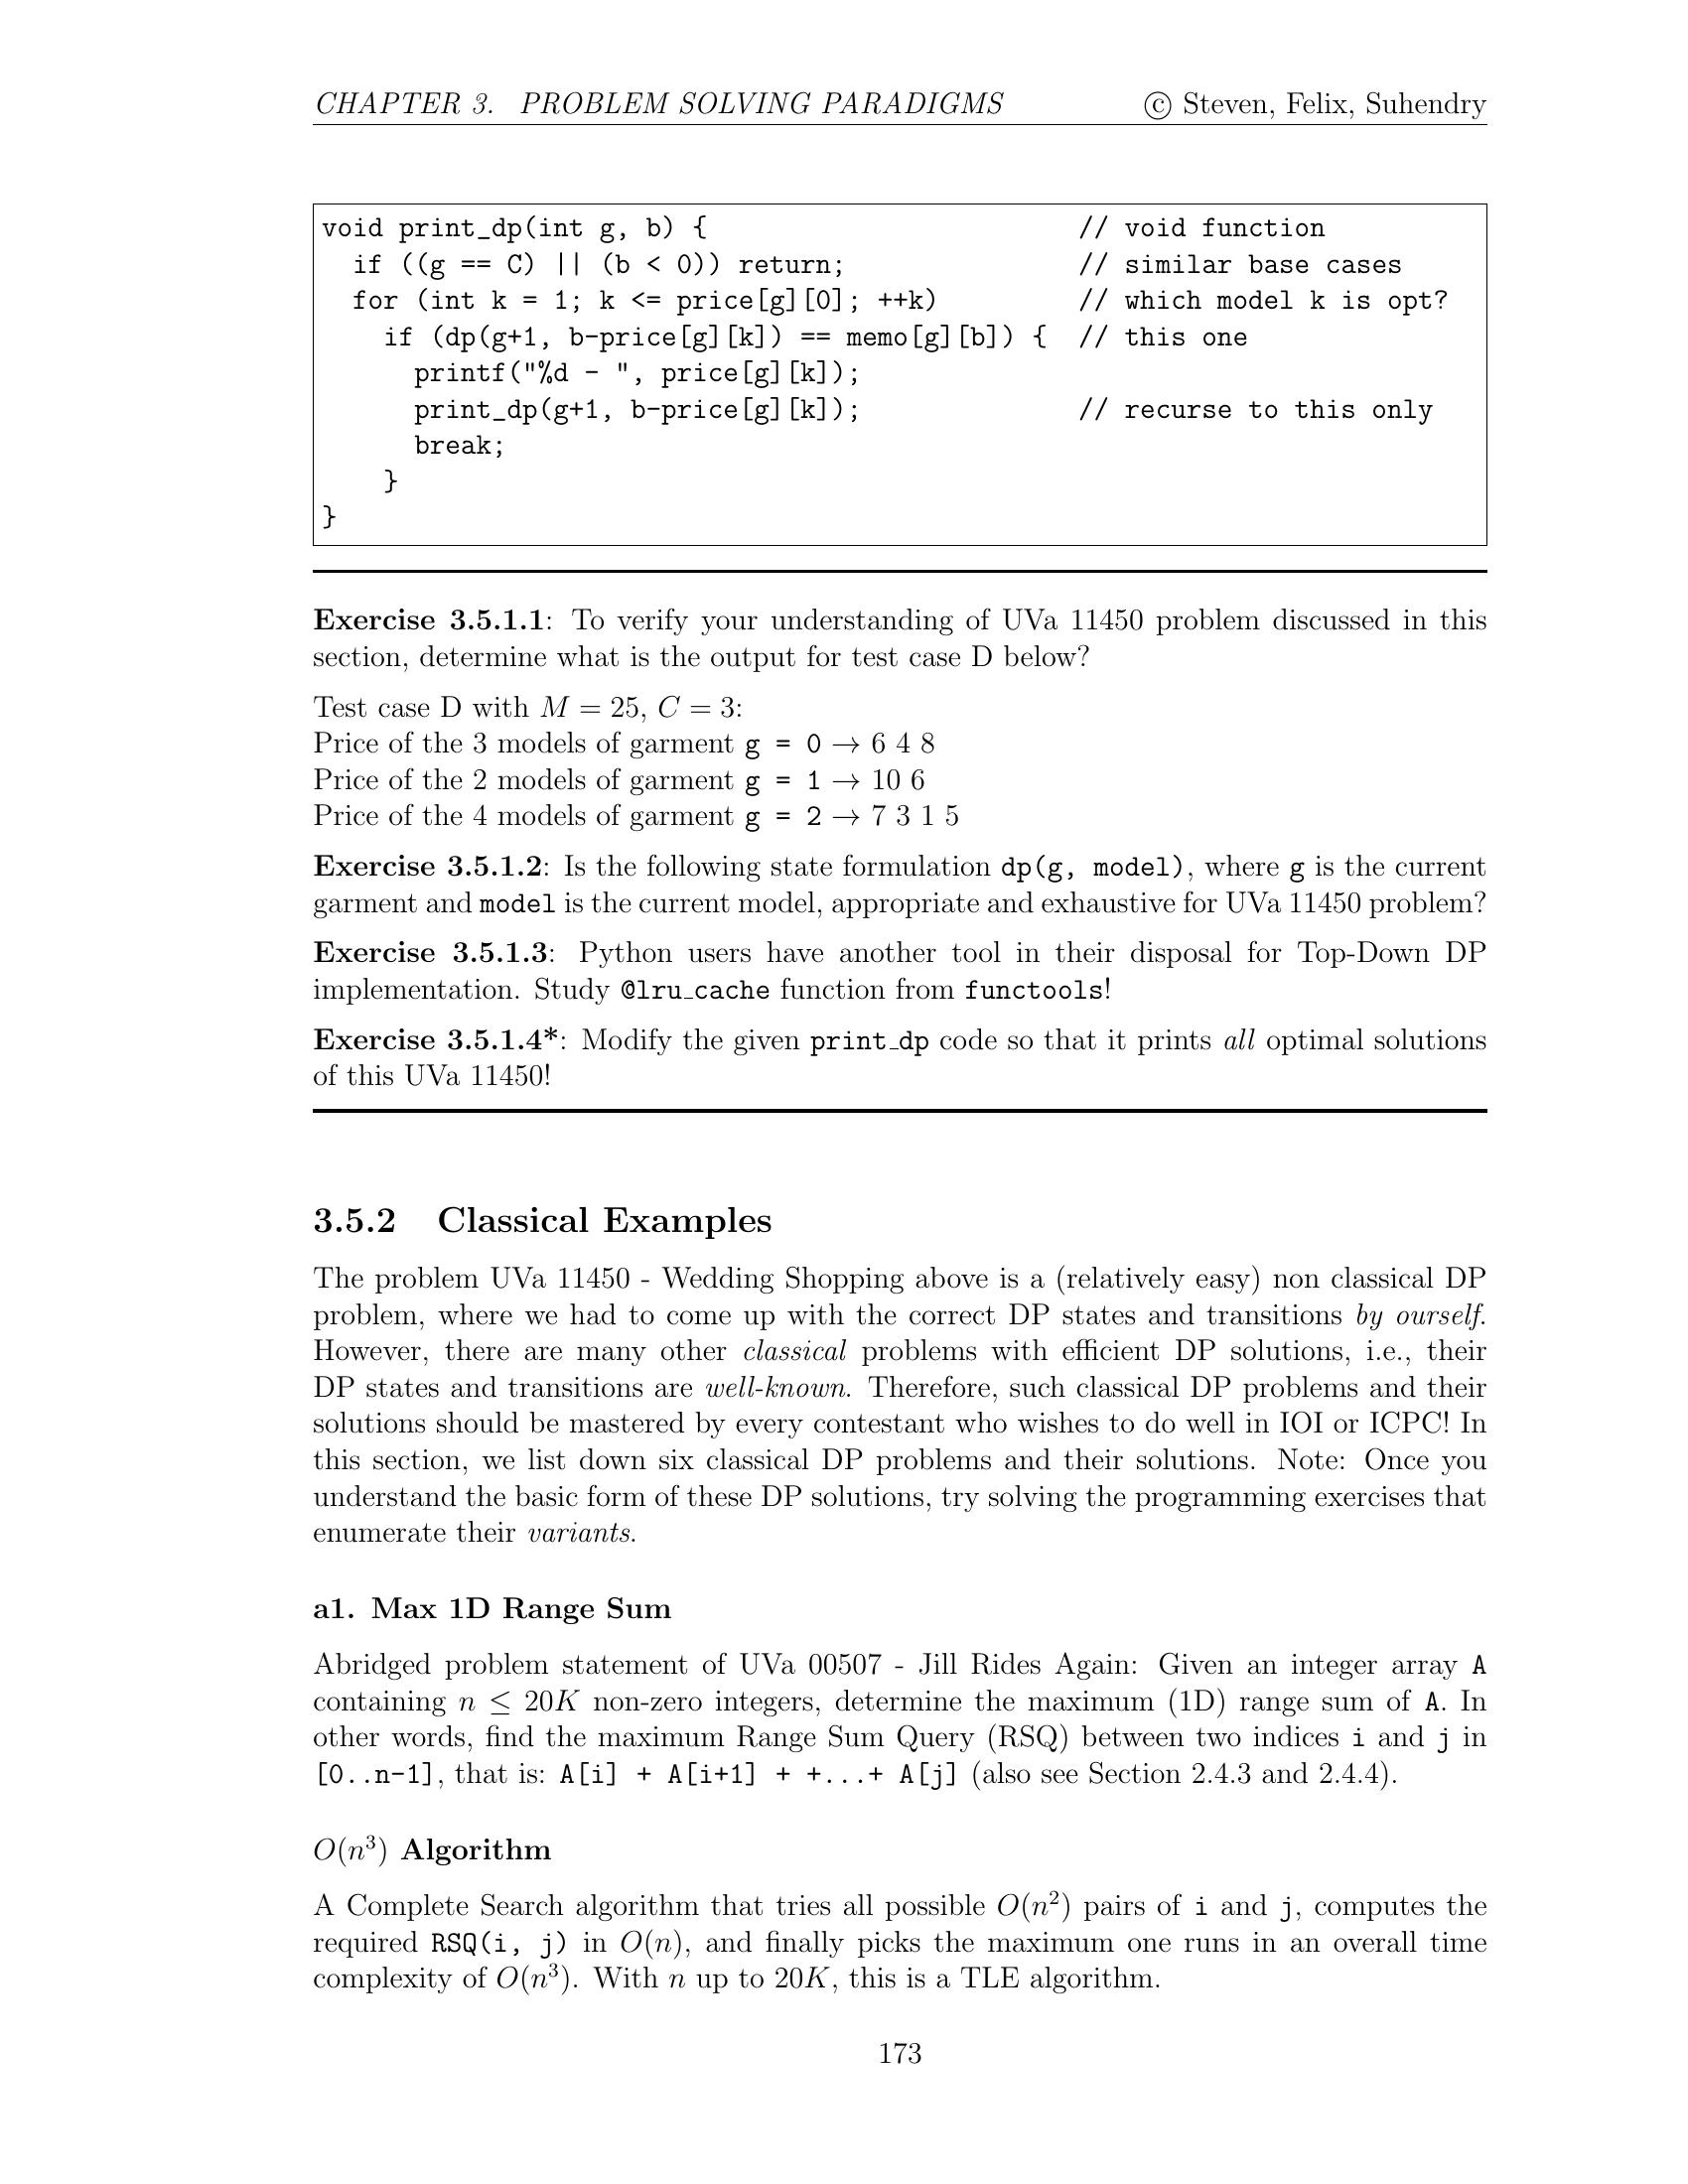 CHAPTER 3. PROBLEM SOLVING PARADIGMS © Steven, Felix, Suhendry
void print_dp(int g, b) { // void function
if ((g == C) || (b < 0)) return; // similar base cases
for (int k = 1; k <= price[g][0]; ++k) // which model k is opt?
if (dp(g+1, b-price[g][k]) == memo[g][b]) { // this one
printf("%d - ", price[g][k]);
print_dp(g+1, b-price[g][k]); // recurse to this only
break;
}
}
Exercise 3.5.1.1: To verify your understanding of UVa 11450 problem discussed in this
section, determine what is the output for test case D below?
Test case D with M = 25, C = 3:
Price of the 3 models of garment g = 0 → 6 4 8
Price of the 2 models of garment g = 1 → 10 6
Price of the 4 models of garment g = 2 → 7 3 1 5
Exercise 3.5.1.2: Is the following state formulation dp(g, model), where g is the current
garment and model is the current model, appropriate and exhaustive for UVa 11450 problem?
Exercise 3.5.1.3: Python users have another tool in their disposal for Top-Down DP
implementation. Study @lru_cache function from functools!
Exercise 3.5.1.4*: Modify the given print_dp code so that it prints all optimal solutions
of this UVa 11450!
3.5.2 Classical Examples
The problem UVa 11450 - Wedding Shopping above is a (relatively easy) non classical DP
problem, where we had to come up with the correct DP states and transitions by ourself.
However, there are many other classical problems with efficient DP solutions, i.e., their
DP states and transitions are well-known. Therefore, such classical DP problems and their
solutions should be mastered by every contestant who wishes to do well in IOI or ICPC! In
this section, we list down six classical DP problems and their solutions. Note: Once you
understand the basic form of these DP solutions, try solving the programming exercises that
enumerate their variants.
a1. Max 1D Range Sum
Abridged problem statement of UVa 00507 - Jill Rides Again: Given an integer array A
containing n ≤ 20K non-zero integers, determine the maximum (1D) range sum of A. In
other words, find the maximum Range Sum Query (RSQ) between two indices i and j in
[0..n-1], that is: A[i] + A[i+1] + +...+ A[j] (also see Section 2.4.3 and 2.4.4).
O(n³) Algorithm
A Complete Search algorithm that tries all possible O(n²) pairs of i and j, computes the
required RSQ(i, j) in O(n), and finally picks the maximum one runs in an overall time
complexity of O(n³). With n up to 20K, this is a TLE algorithm.
173